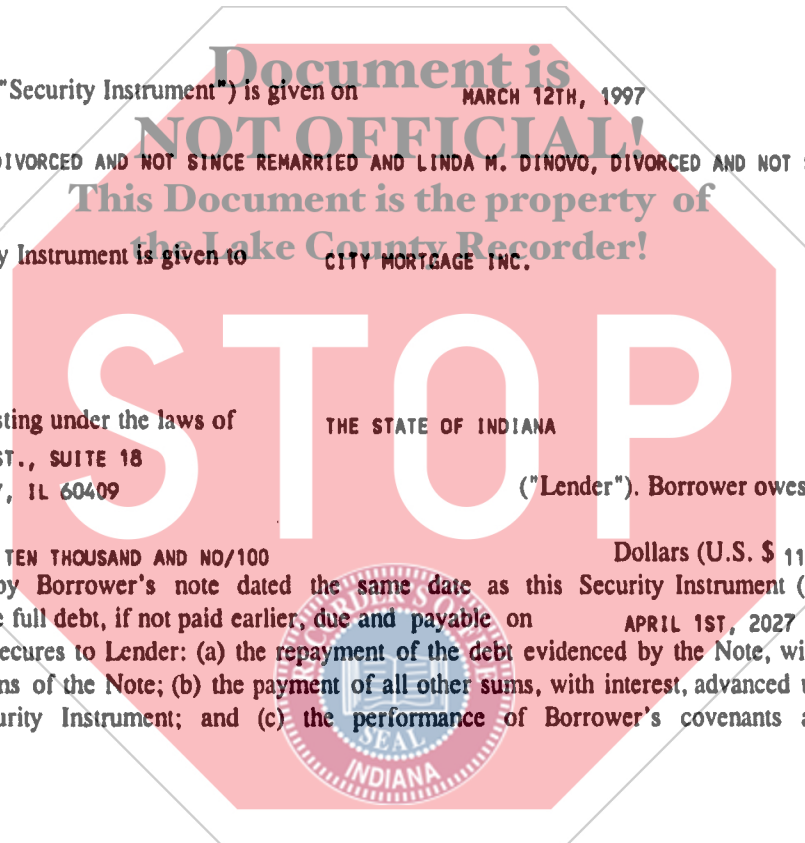 Document is
"Security Instrument") is given on MARCH 12TH, 1997
NOT OFFICIAL!
DIVORCED AND NOT SINCE REMARRIED AND LINDA M. DINOVO, DIVORCED AND NOT
This Document is the property of
the Lake County Recorder!
Instrument is given to CITY MORTGAGE INC.
STOP
under the laws of THE STATE OF INDIANA
ST., SUITE 18
IL 60409 ("Lender"). Borrower owes
TEN THOUSAND AND NO/100 Dollars (U.S. $ 11
by Borrower's note dated the same date as this Security Instrument (
full debt, if not paid earlier, due and payable on APRIL 1ST, 2027
secures to Lender: (a) the repayment of the debt evidenced by the Note,
of the Note; (b) the payment of all other sums, with interest, advanced
Instrument; and (c) the performance of Borrower's covenants
RECORDER'S OFFICE
SEAL
INDIANA